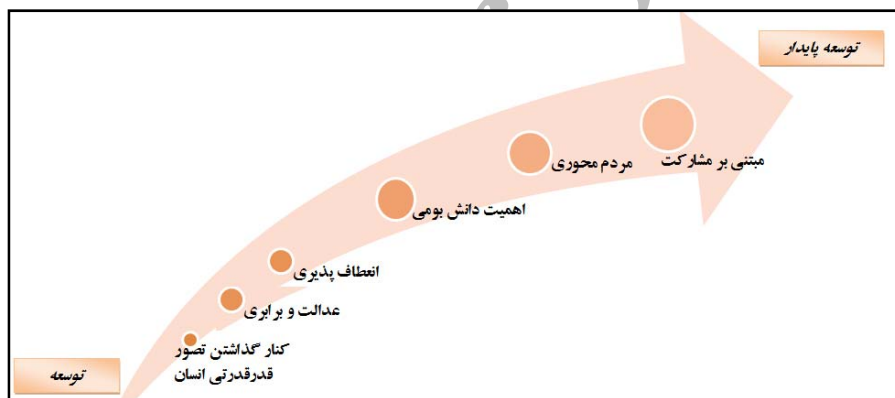 توسعه پایدار
مبتنی بر مشارکت
مردم محوری
اهمیت دانش بومی
انعطاف پذیری
عدالت و برابری
کنار گذاشتن تصور
قدرقدرتی انسان
توسعه